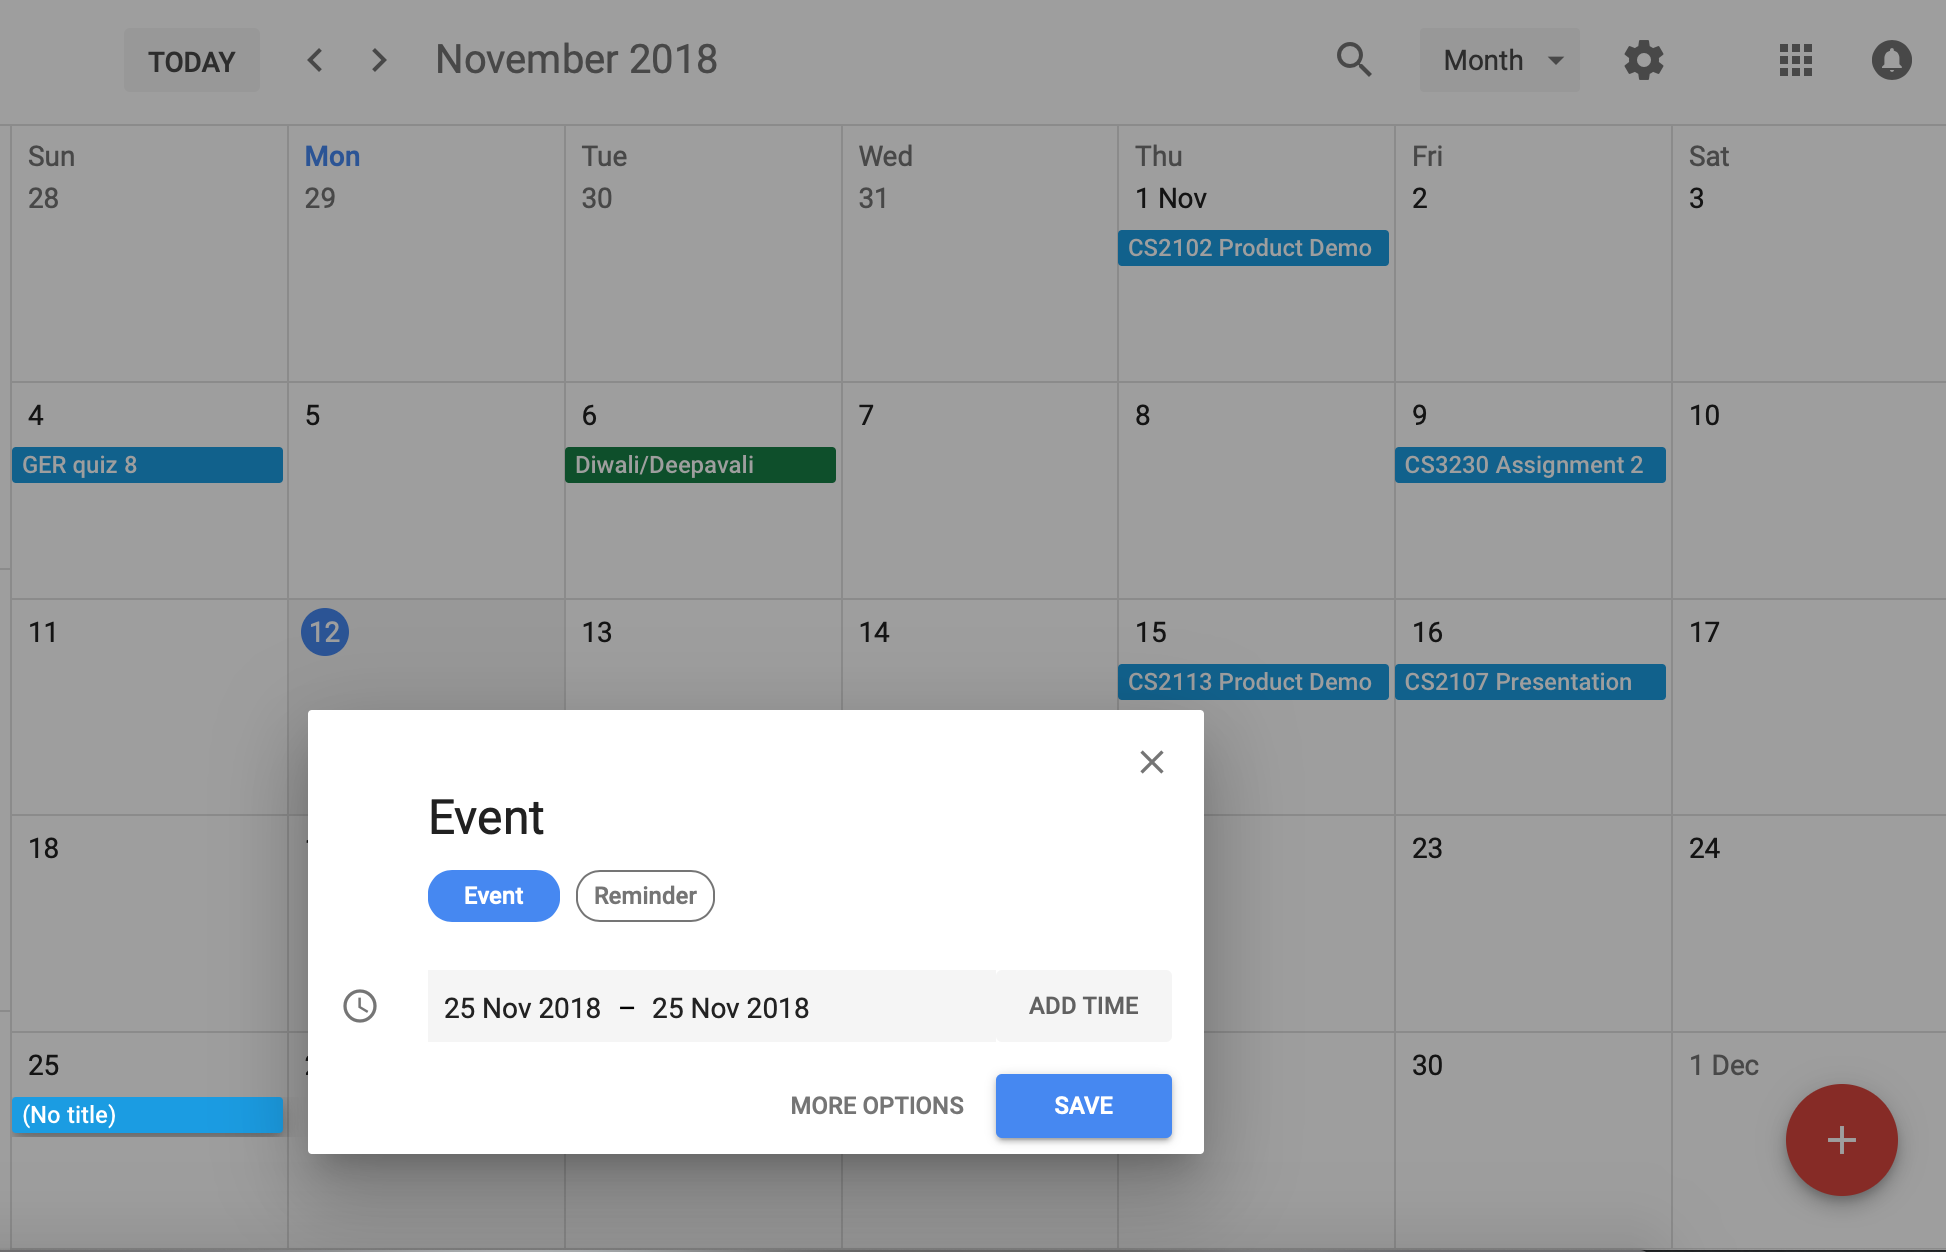 TODAY
November 2018
Month
Sun
Mon
Tue
Wed
Thu
Fri
Sat
28
29
30
31
1 Nov
2
3
CS2102 Product Demo
4
5
6
7
8
9
10
GER quiz 8
Diwali/Deepavali
CS3230 Assignment 2
11
12
13
14
15
16
17
CS2113 Product Demo
CS2107 Presentation
18
23
24
Event
Event
Reminder
25 Nov 2018 – 25 Nov 2018
ADD TIME
MORE OPTIONS
SAVE
25
30
1 Dec
(No title)